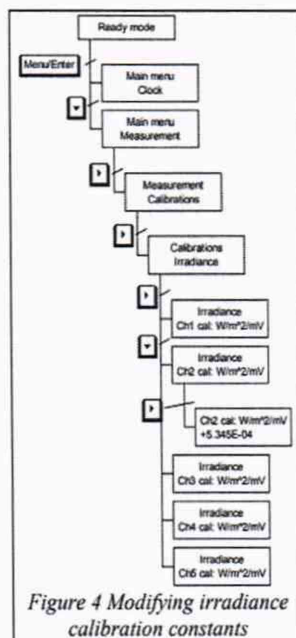 Ready mode
Menu/Enter
Main menu
Clock
Main menu
Measurement
Measurement
Calibrations
Calibrations
Irradiance
Irradiance
Ch1 cal: W/m^2/mV
Irradiance
Ch2 cal: W/m^2/mV
Ch2 cal: W/m^2/mV
+5.345E-04
Irradiance
Ch3 cal: W/m^2/mV
Irradiance
Ch4 cal: W/m^2/mV
Irradiance
Ch5 cal: W/m^2/mV
Figure 4 Modifying irradiance
calibration constants